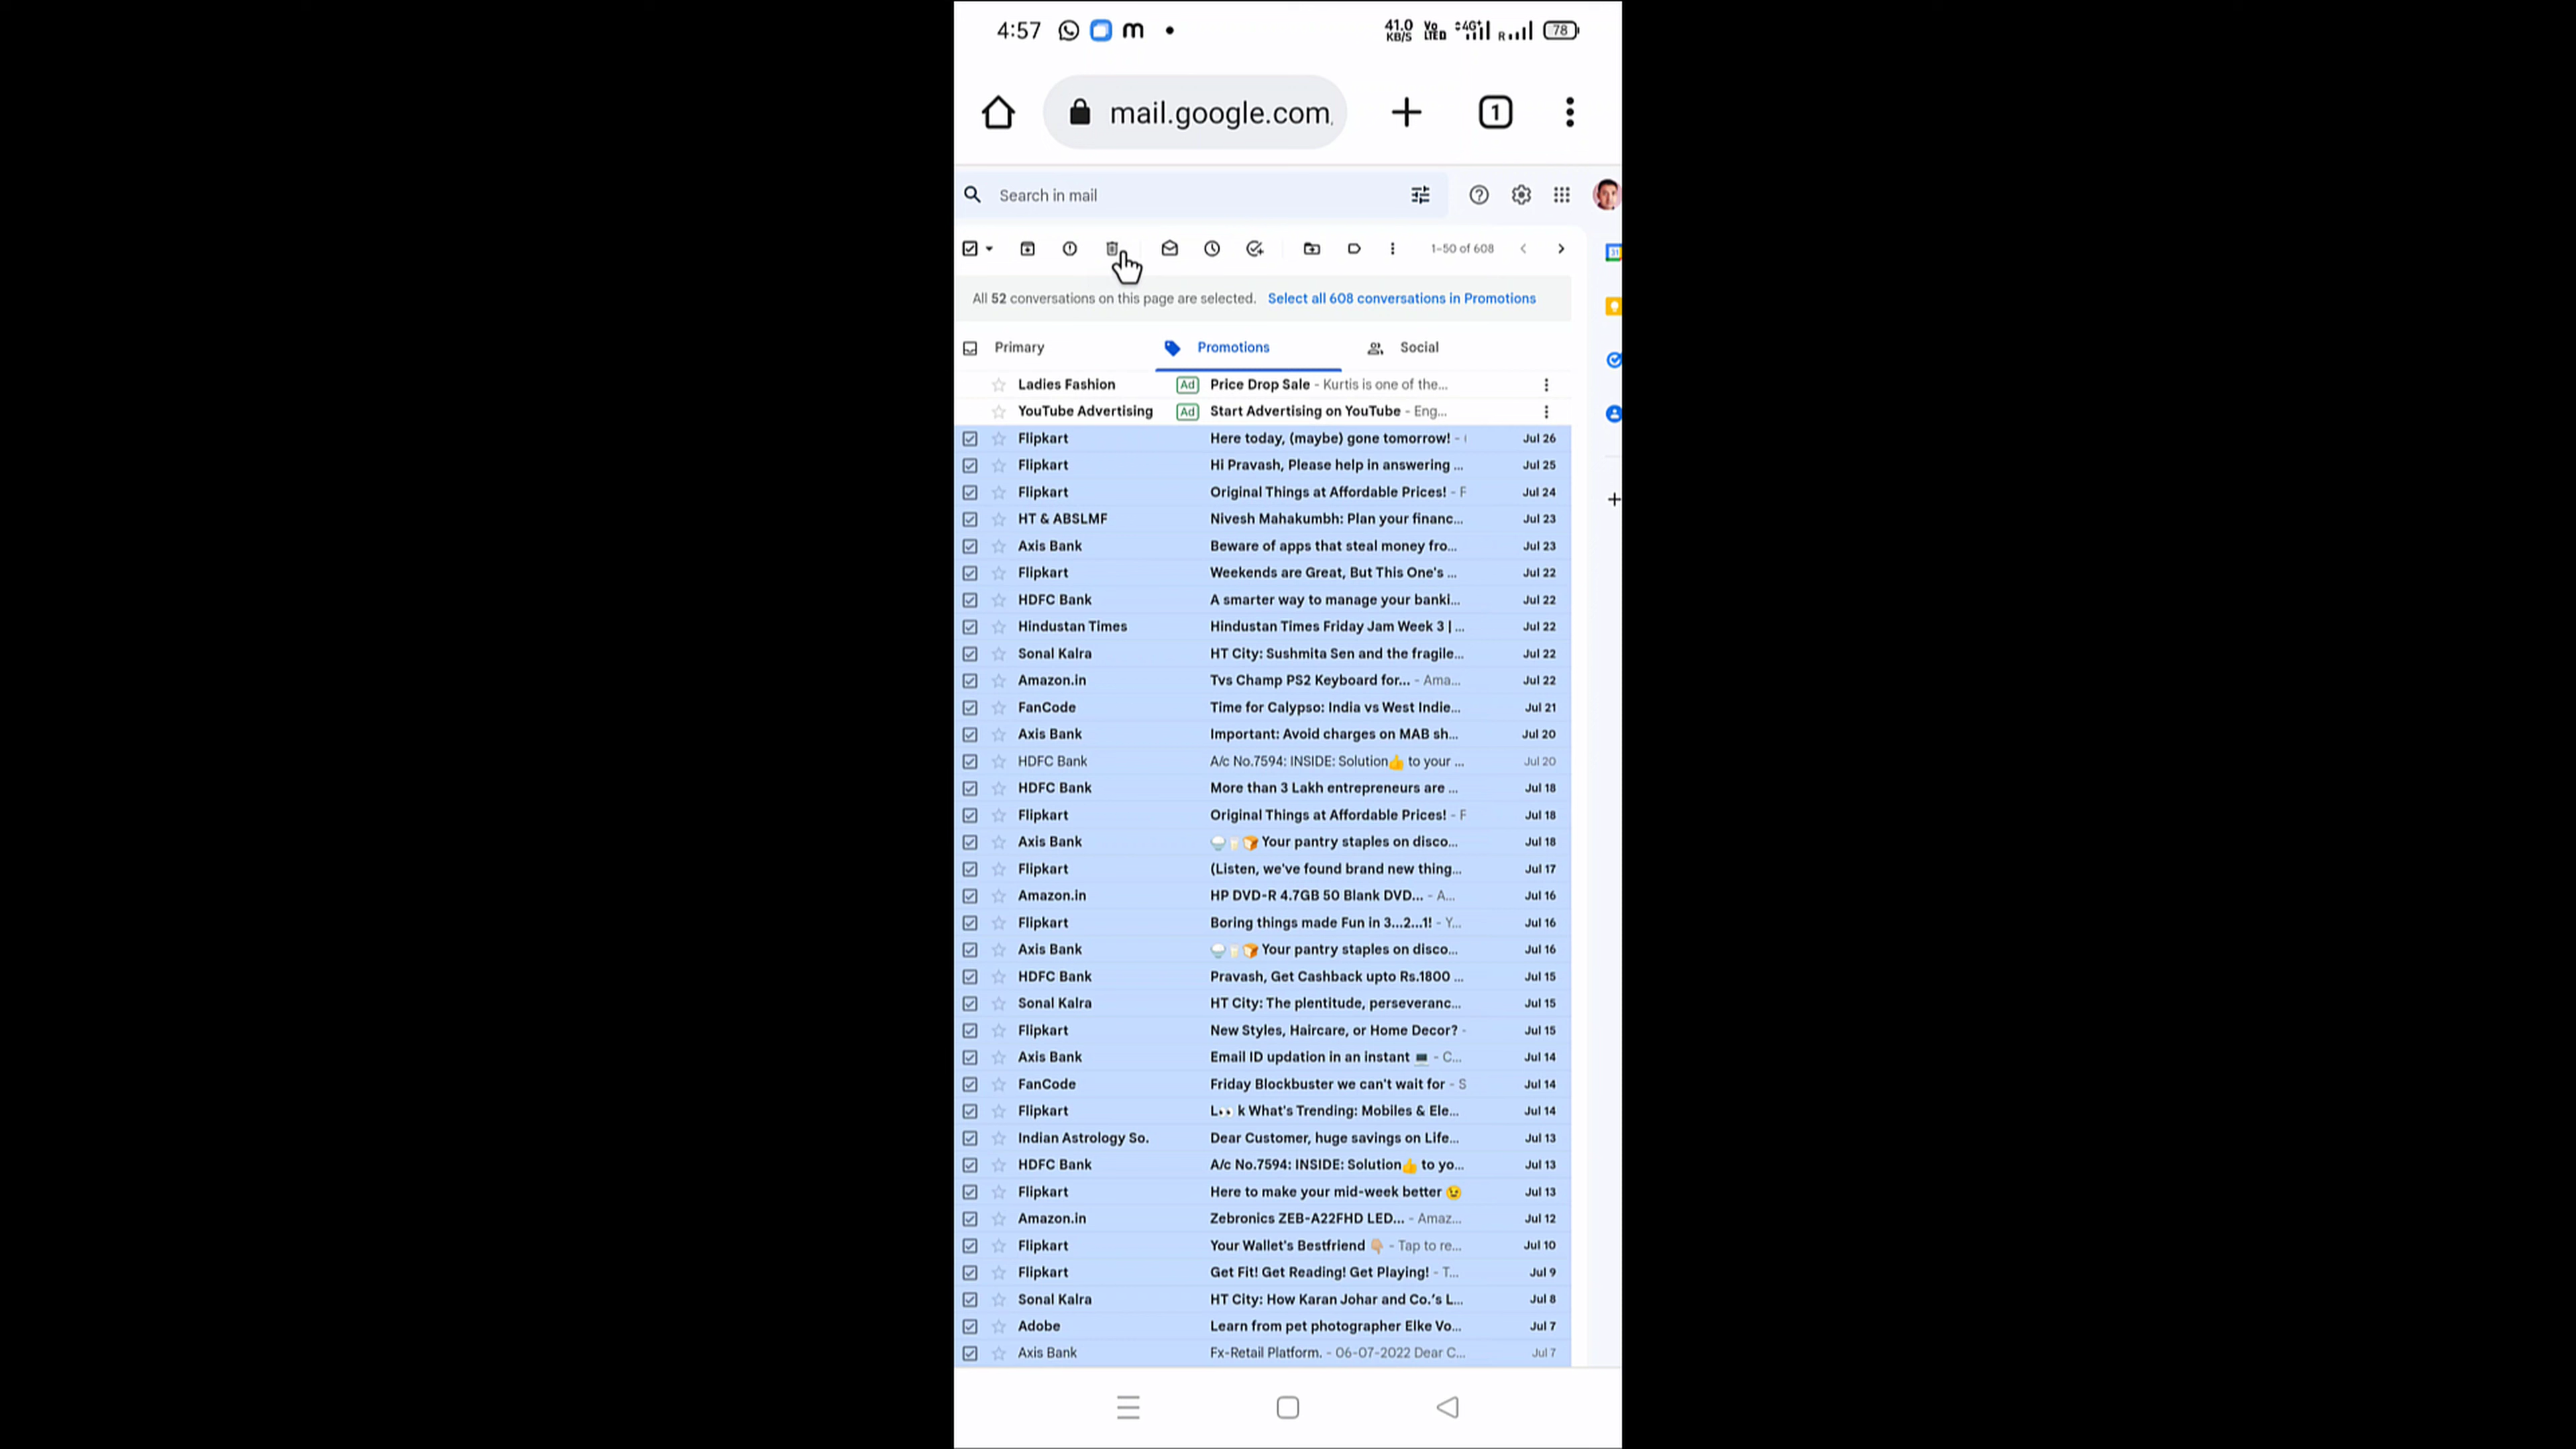 4:57 m 41.0 KB/S Vo LTED 4G+ R 78
mail.google.com 1
Search in mail
1–50 of 608
All 52 conversations on this page are selected. Select all 608 conversations in Promotions
Primary Promotions Social
Ladies Fashion Ad Price Drop Sale - Kurtis is one of the...
YouTube Advertising Ad Start Advertising on YouTube - Eng...
Flipkart Here today, (maybe) gone tomorrow! - Jul 26
Flipkart Hi Pravash, Please help in answering ... Jul 25
Flipkart Original Things at Affordable Prices! - F Jul 24
HT & ABSLMF Nivesh Mahakumbh: Plan your financ... Jul 23
Axis Bank Beware of apps that steal money fro... Jul 23
Flipkart Weekends are Great, But This One's ... Jul 22
HDFC Bank A smarter way to manage your banki... Jul 22
Hindustan Times Hindustan Times Friday Jam Week 3 | ... Jul 22
Sonal Kalra HT City: Sushmita Sen and the fragile... Jul 22
Amazon.in Tvs Champ PS2 Keyboard for... - Ama... Jul 22
FanCode Time for Calypso: India vs West Indie... Jul 21
Axis Bank Important: Avoid charges on MAB sh... Jul 20
HDFC Bank A/c No.7594: INSIDE: Solution👍 to your ... Jul 20
HDFC Bank More than 3 Lakh entrepreneurs are ... Jul 18
Flipkart Original Things at Affordable Prices! - F Jul 18
Axis Bank 🍚🥛🍞 Your pantry staples on disco... Jul 18
Flipkart (Listen, we've found brand new thing... Jul 17
Amazon.in HP DVD-R 4.7GB 50 Blank DVD... - A... Jul 16
Flipkart Boring things made Fun in 3...2...1! - Y... Jul 16
Axis Bank 🍚🥛🍞 Your pantry staples on disco... Jul 16
HDFC Bank Pravash, Get Cashback upto Rs.1800 ... Jul 15
Sonal Kalra HT City: The plentitude, perseveranc... Jul 15
Flipkart New Styles, Haircare, or Home Decor? - Jul 15
Axis Bank Email ID updation in an instant 💻 - C... Jul 14
FanCode Friday Blockbuster we can't wait for - S Jul 14
Flipkart L👀k What's Trending: Mobiles & Ele... Jul 14
Indian Astrology So. Dear Customer, huge savings on Life... Jul 13
HDFC Bank A/c No.7594: INSIDE: Solution👍 to yo... Jul 13
Flipkart Here to make your mid-week better 😉 Jul 13
Amazon.in Zebronics ZEB-A22FHD LED... - Amaz... Jul 12
Flipkart Your Wallet's Bestfriend 👇🏼 - Tap to re... Jul 10
Flipkart Get Fit! Get Reading! Get Playing! - T... Jul 9
Sonal Kalra HT City: How Karan Johar and Co.'s L... Jul 8
Adobe Learn from pet photographer Elke Vo... Jul 7
Axis Bank Fx-Retail Platform. - 06-07-2022 Dear C... Jul 7